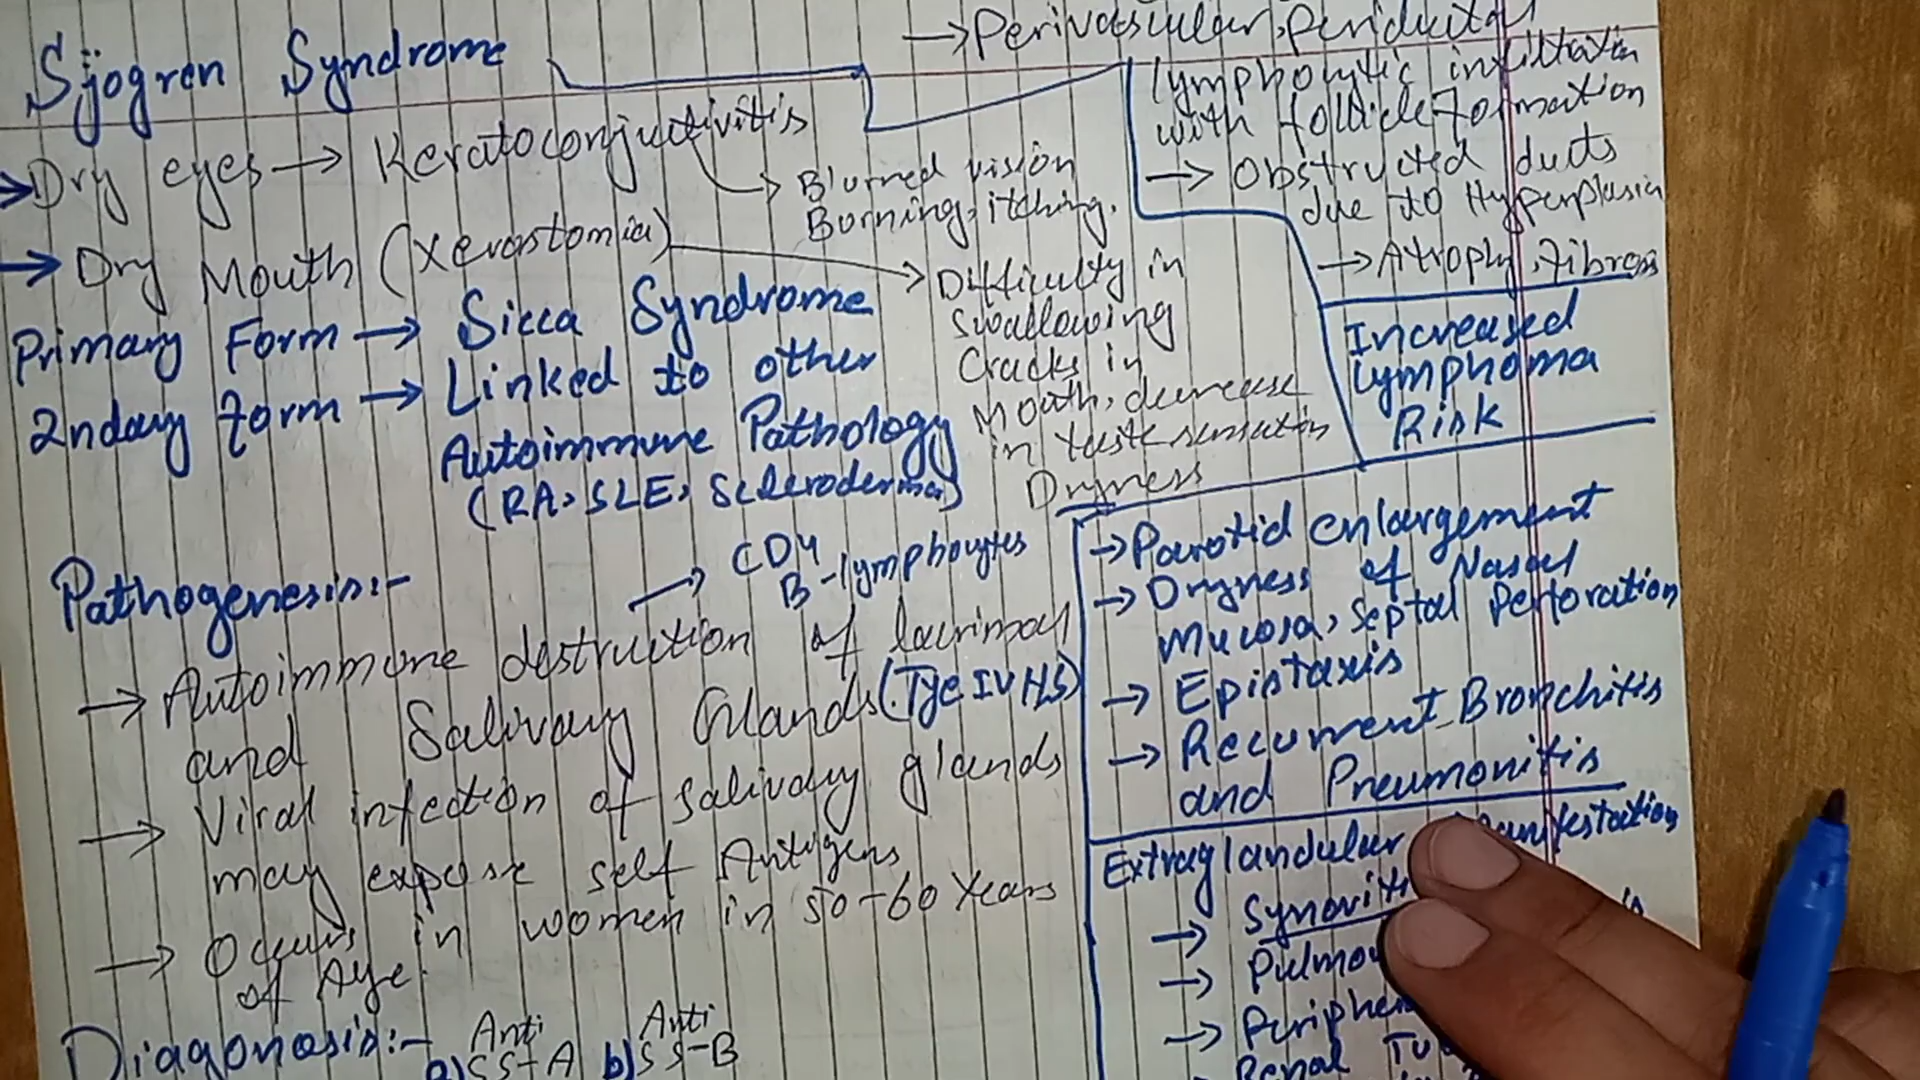 Sjogren Syndrome
→ Dry eyes → Keratoconjuctivitis
→ Blurred vision
Burning, itching.
→ Dry Mouth (Xerostomia)
→ Difficulty in
Swallowing
Cracks in
Mouth, decrease
in taste sensation
Dryness
Primary Form → Sicca Syndrome
2ndary form → Linked to other
Autoimmune Pathology
(RA, SLE, Scleroderma)
Pathogenesis:-
→ CD4
B-lymphocytes
→ Autoimmune destruction of lacrimal
and Salivary Glands (Tye IV HS)
→ Viral infection of salivary glands
may expose self Antigens
→ Occurs in women in 50-60 Years
of Age.
Diagonosis:-
a) Anti SS-A b) Anti SS-B
→ Perivascular, periductal
lymphocytic infiltration
with follicle formation
→ Obstructed ducts
due to Hyperplasia
→ Atrophy, fibrosis
Increased
lymphoma
Risk
→ Parotid enlargement
→ Dryness of Nasal
Mucosa, septal Perforation
→ Epistaxis
→ Recurrent Bronchitis
and Pneumonitis
Extraglandular
→
→
→
Renal